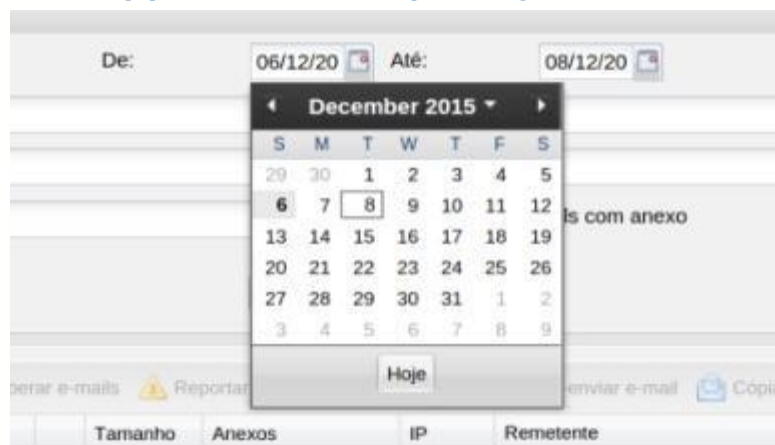 De: 06/12/20 Até: 08/12/20
December 2015
S M T W T F S
29 30 1 2 3 4 5
6 7 8 9 10 11 12
ls com anexo
13 14 15 16 17 18 19
20 21 22 23 24 25 26
27 28 29 30 31 1 2
3 4 5 6 7 8 9
Hoje
erar e-mails Reportar enviar e-mail Cópia
Tamanho Anexos IP Remetente